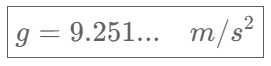 g = 9.251... m/s²